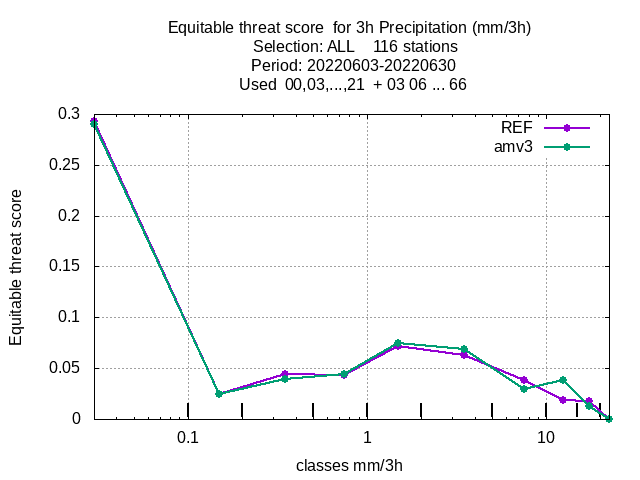 Equitable threat score  for 3h Precipitation (mm/3h)
Selection: ALL    116 stations
Period: 20220603-20220630
Used  00,03,...,21  + 03 06 ... 66
REF
amv3
0.3
0.25
0.2
0.15
0.1
0.05
0
Equitable threat score
0.1
1
10
classes mm/3h